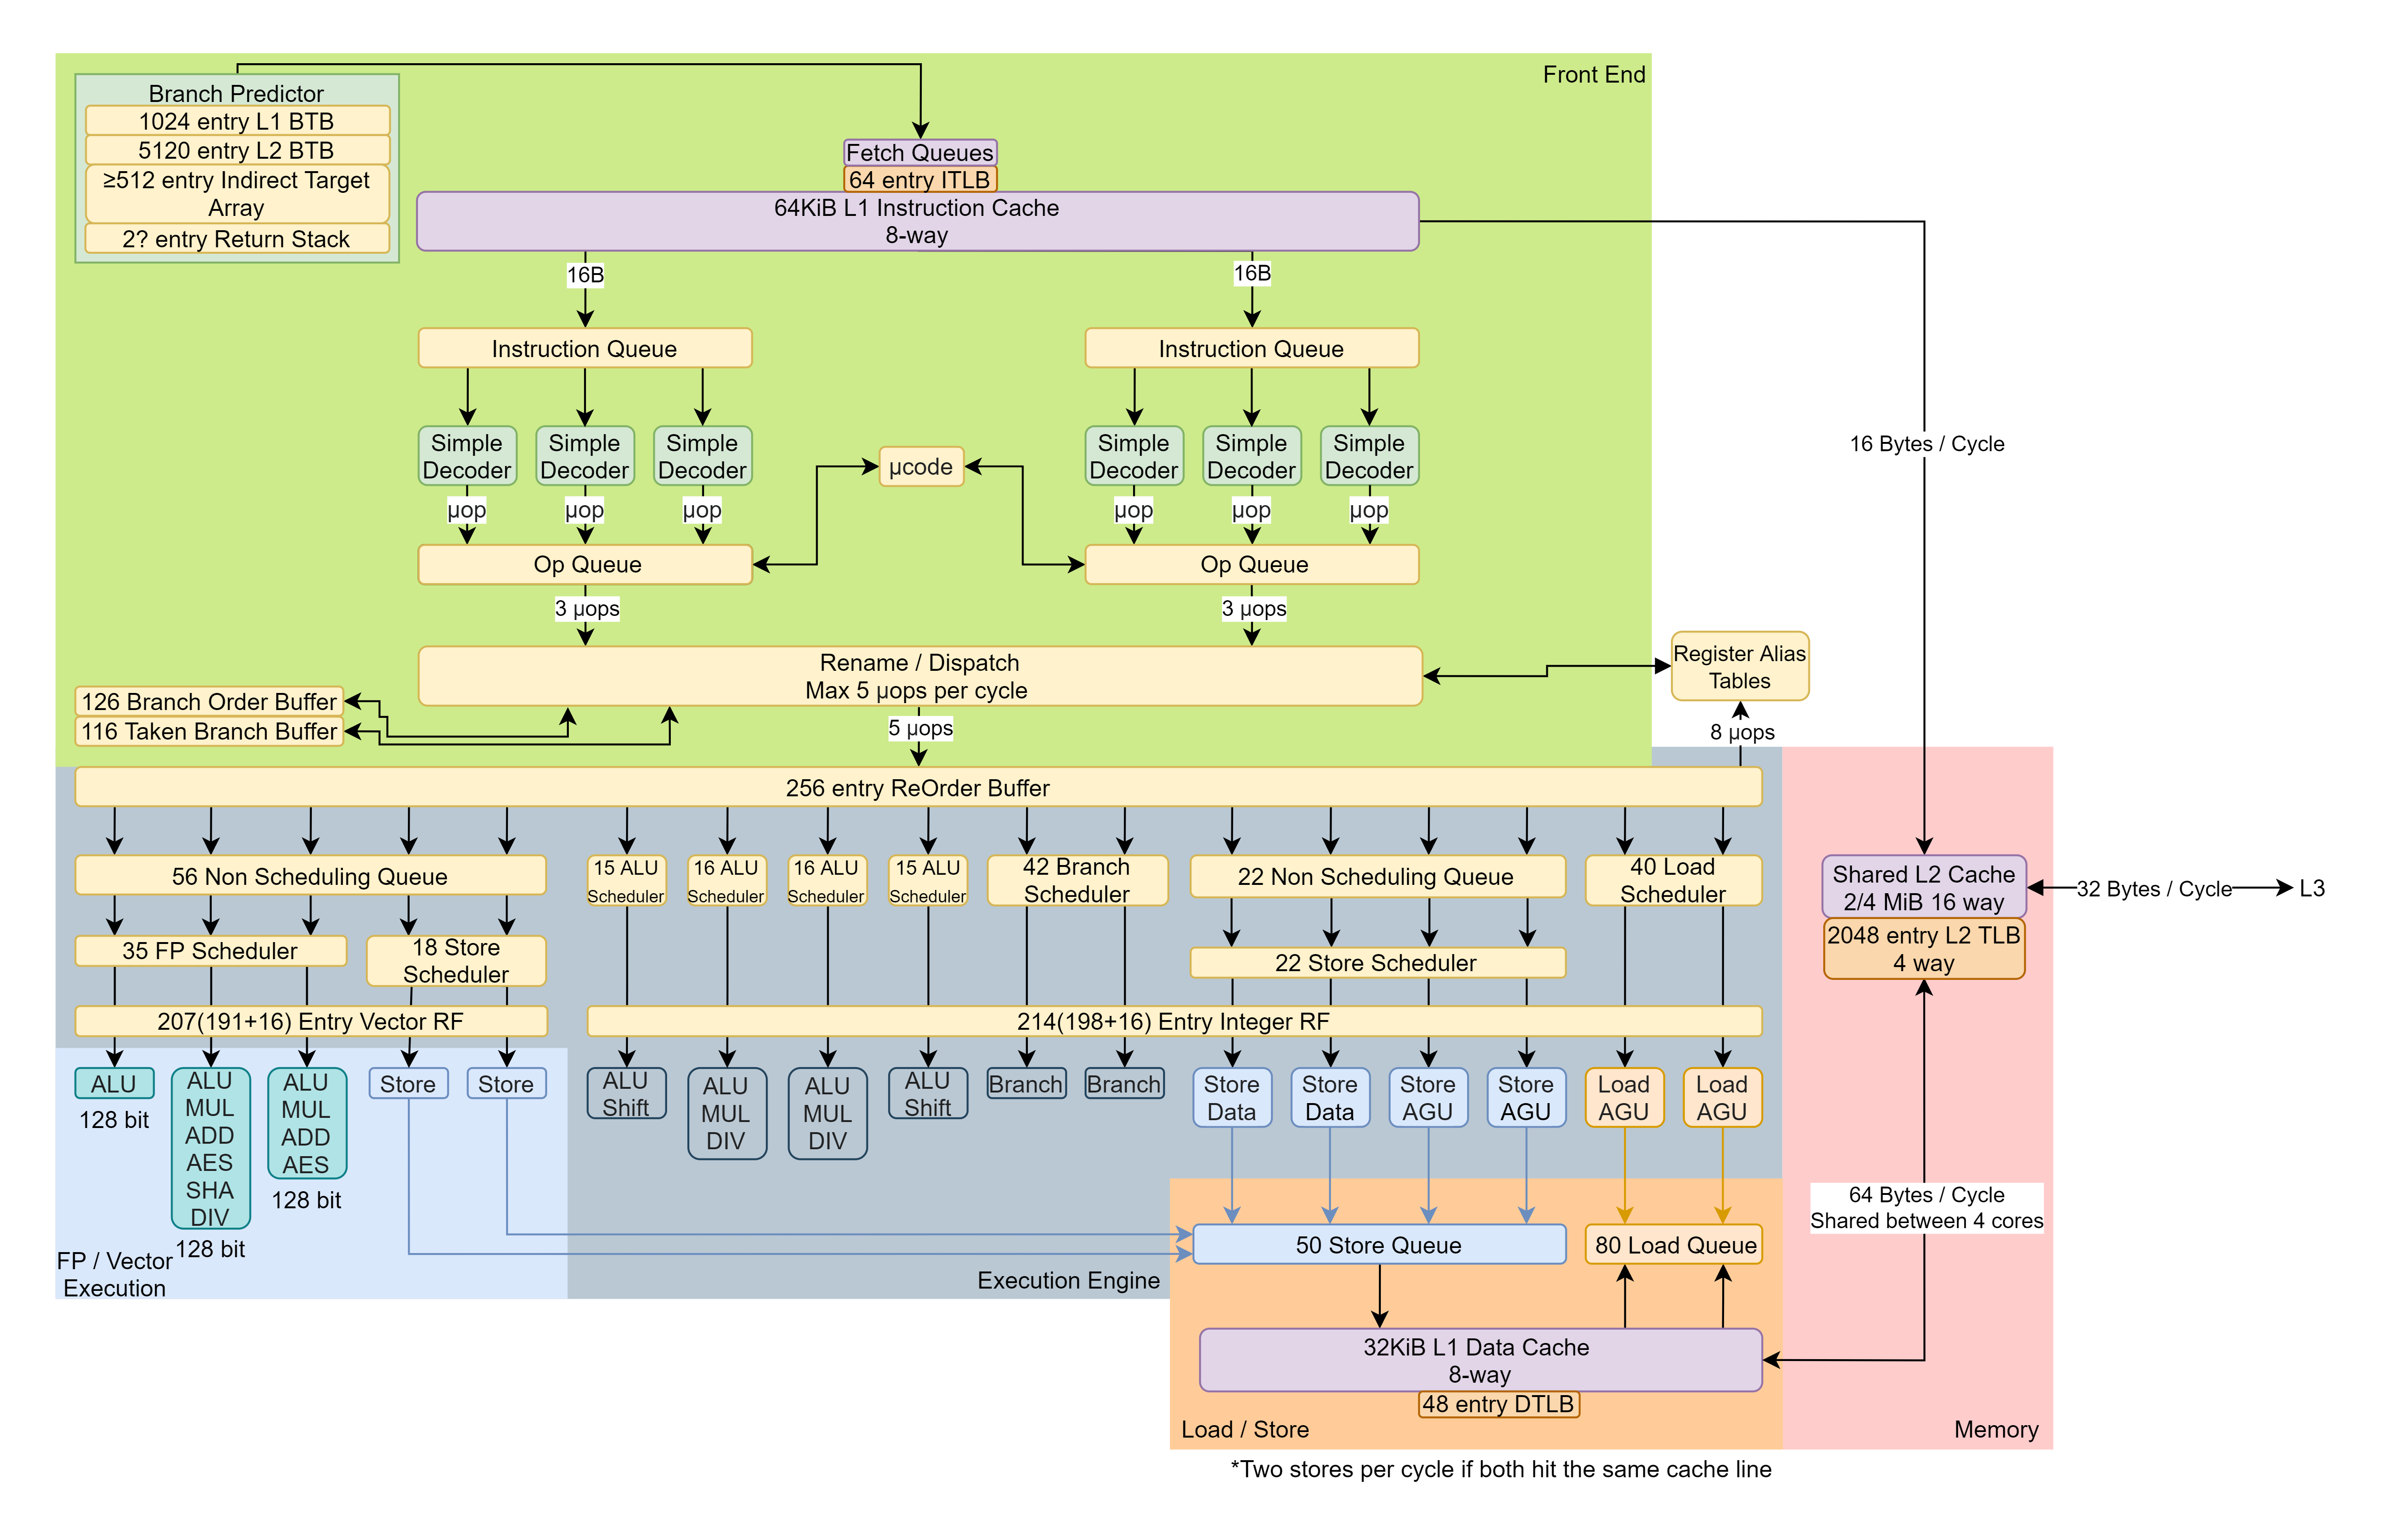 Front End
Branch Predictor
1024 entry L1 BTB
5120 entry L2 BTB
≥512 entry Indirect Target
Array
2? entry Return Stack
Fetch Queues
64 entry ITLB
64KiB L1 Instruction Cache
8-way
16B
16B
Instruction Queue
Instruction Queue
Simple
Decoder
Simple
Decoder
Simple
Decoder
µcode
Simple
Decoder
Simple
Decoder
Simple
Decoder
16 Bytes / Cycle
µop
µop
µop
µop
µop
µop
Op Queue
Op Queue
3 µops
3 µops
Rename / Dispatch
Max 5 µops per cycle
Register Alias
Tables
126 Branch Order Buffer
116 Taken Branch Buffer
5 µops
8 µops
256 entry ReOrder Buffer
56 Non Scheduling Queue
15 ALU
Scheduler
16 ALU
Scheduler
16 ALU
Scheduler
15 ALU
Scheduler
42 Branch
Scheduler
22 Non Scheduling Queue
40 Load
Scheduler
Shared L2 Cache
2/4 MiB 16 way
32 Bytes / Cycle
L3
2048 entry L2 TLB
4 way
35 FP Scheduler
18 Store
Scheduler
22 Store Scheduler
207(191+16) Entry Vector RF
214(198+16) Entry Integer RF
ALU
128 bit
ALU
MUL
ADD
AES
SHA
DIV
128 bit
ALU
MUL
ADD
AES
128 bit
Store
Store
ALU
Shift
ALU
MUL
DIV
ALU
MUL
DIV
ALU
Shift
Branch
Branch
Store
Data
Store
Data
Store
AGU
Store
AGU
Load
AGU
Load
AGU
64 Bytes / Cycle
Shared between 4 cores
FP / Vector
Execution
Execution Engine
50 Store Queue
80 Load Queue
32KiB L1 Data Cache
8-way
48 entry DTLB
Load / Store
Memory
*Two stores per cycle if both hit the same cache line